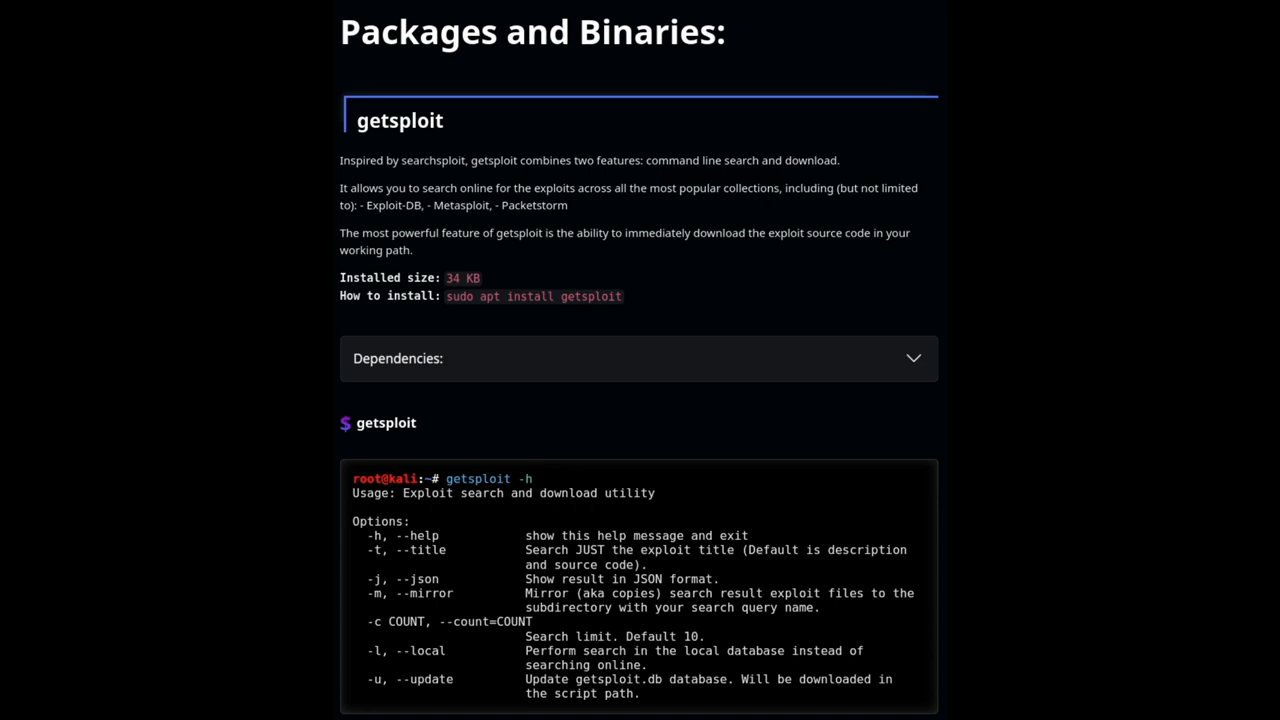 Packages and Binaries:
getsploit
Inspired by searchsploit, getsploit combines two features: command line search and download.
It allows you to search online for the exploits across all the most popular collections, including (but not limited
to): - Exploit-DB, - Metasploit, - Packetstorm
The most powerful feature of getsploit is the ability to immediately download the exploit source code in your
working path.
Installed size: 34 KB
How to install: sudo apt install getsploit
Dependencies:
$ getsploit
root@kali:~# getsploit -h
Usage: Exploit search and download utility
Options:
-h, --help show this help message and exit
-t, --title Search JUST the exploit title (Default is description
and source code).
-j, --json Show result in JSON format.
-m, --mirror Mirror (aka copies) search result exploit files to the
subdirectory with your search query name.
-c COUNT, --count=COUNT
Search limit. Default 10.
-l, --local Perform search in the local database instead of
searching online.
-u, --update Update getsploit.db database. Will be downloaded in
the script path.